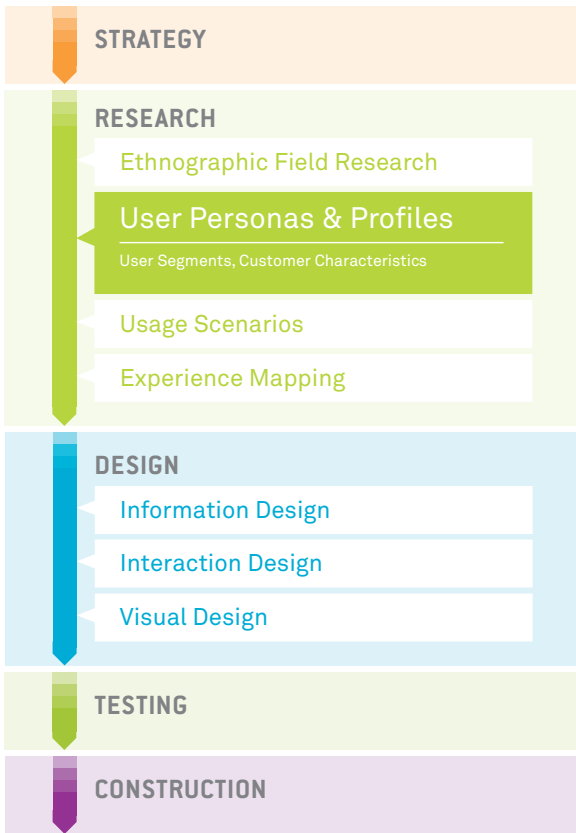 STRATEGY
RESEARCH
Ethnographic Field Research
User Personas & Profiles
User Segments, Customer Characteristics
Usage Scenarios
Experience Mapping
DESIGN
Information Design
Interaction Design
Visual Design
TESTING
CONSTRUCTION